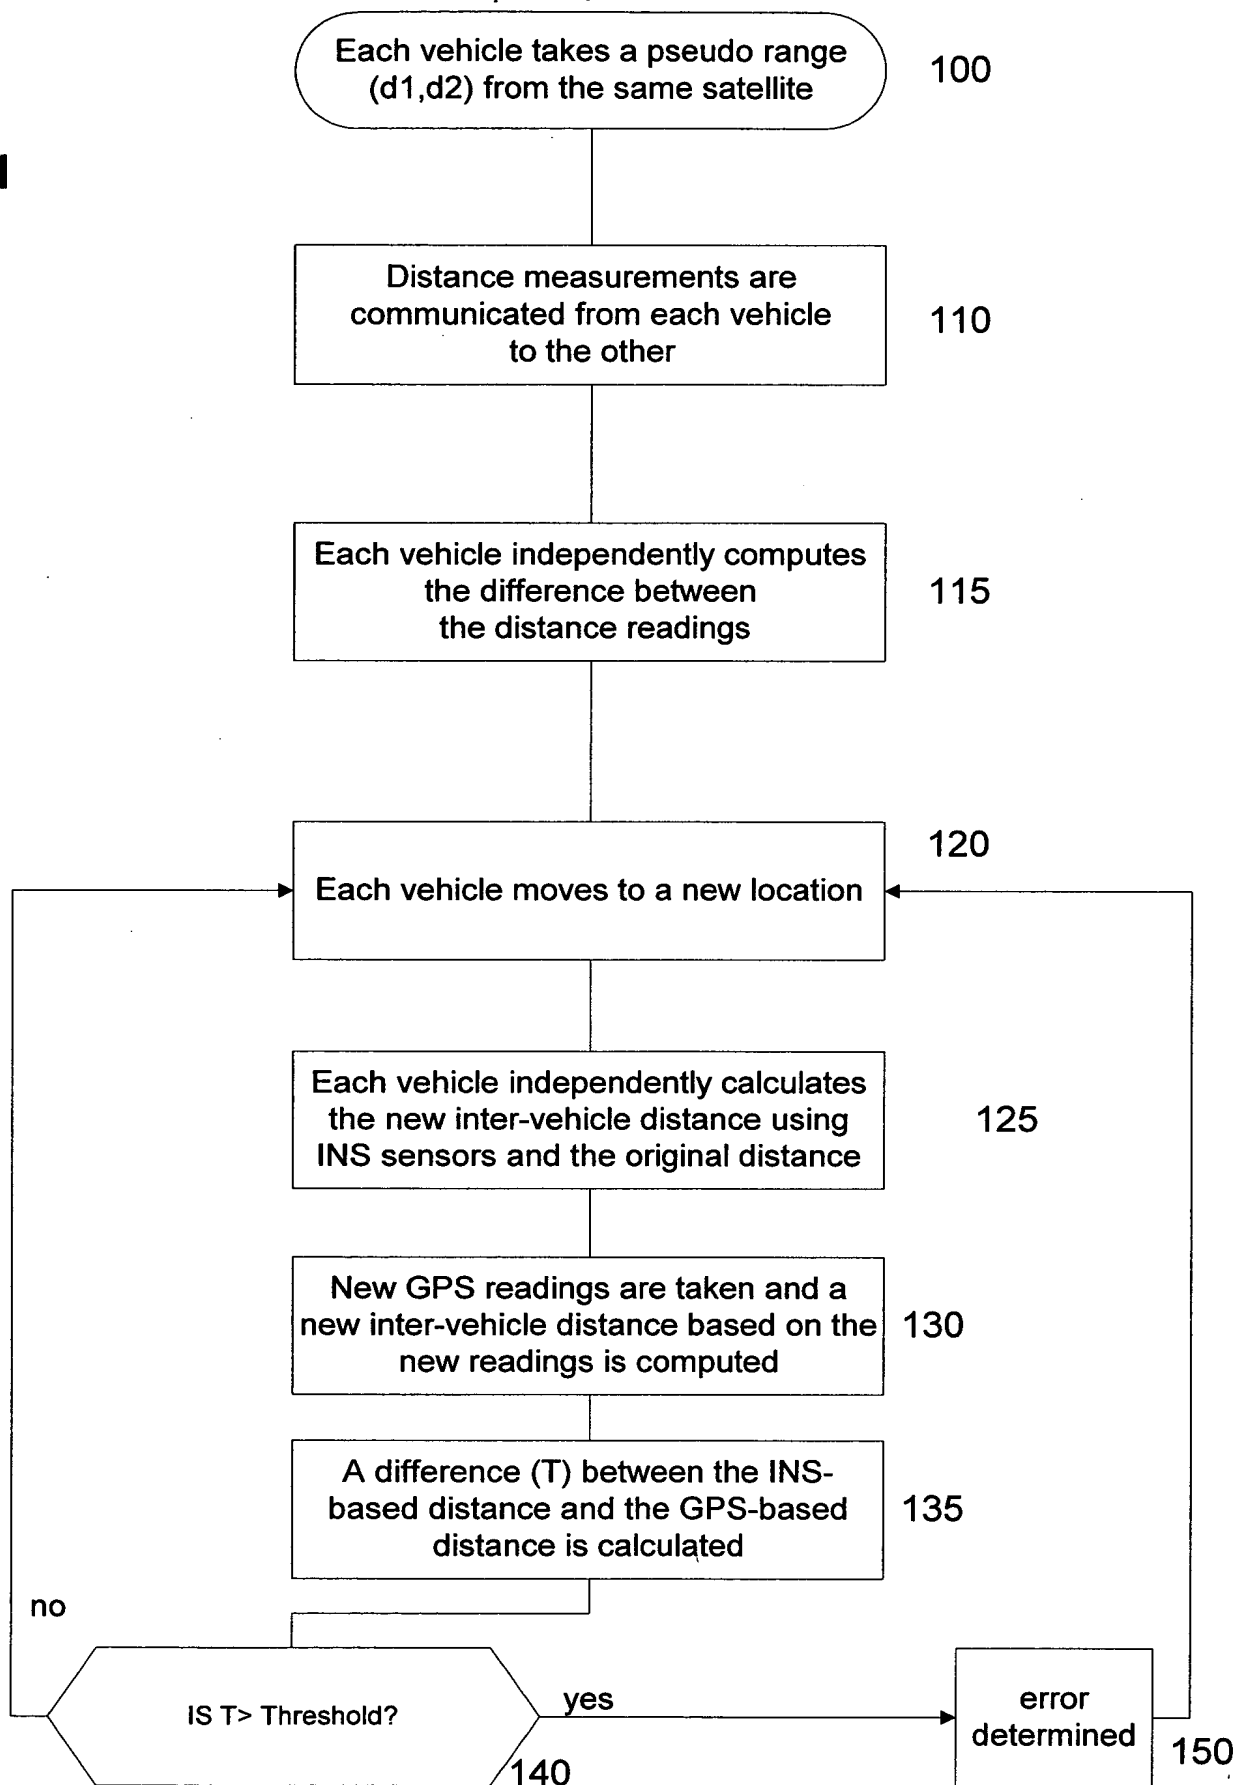 Each vehicle takes a pseudo range
(d1,d2) from the same satellite
100
Distance measurements are
communicated from each vehicle
to the other
110
Each vehicle independently computes
the difference between
the distance readings
115
120
Each vehicle moves to a new location
Each vehicle independently calculates
the new inter-vehicle distance using
INS sensors and the original distance
125
New GPS readings are taken and a
new inter-vehicle distance based on the
new readings is computed
130
A difference (T) between the INS-
based distance and the GPS-based
distance is calculated
135
no
IS T> Threshold?
yes
140
error
determined
150